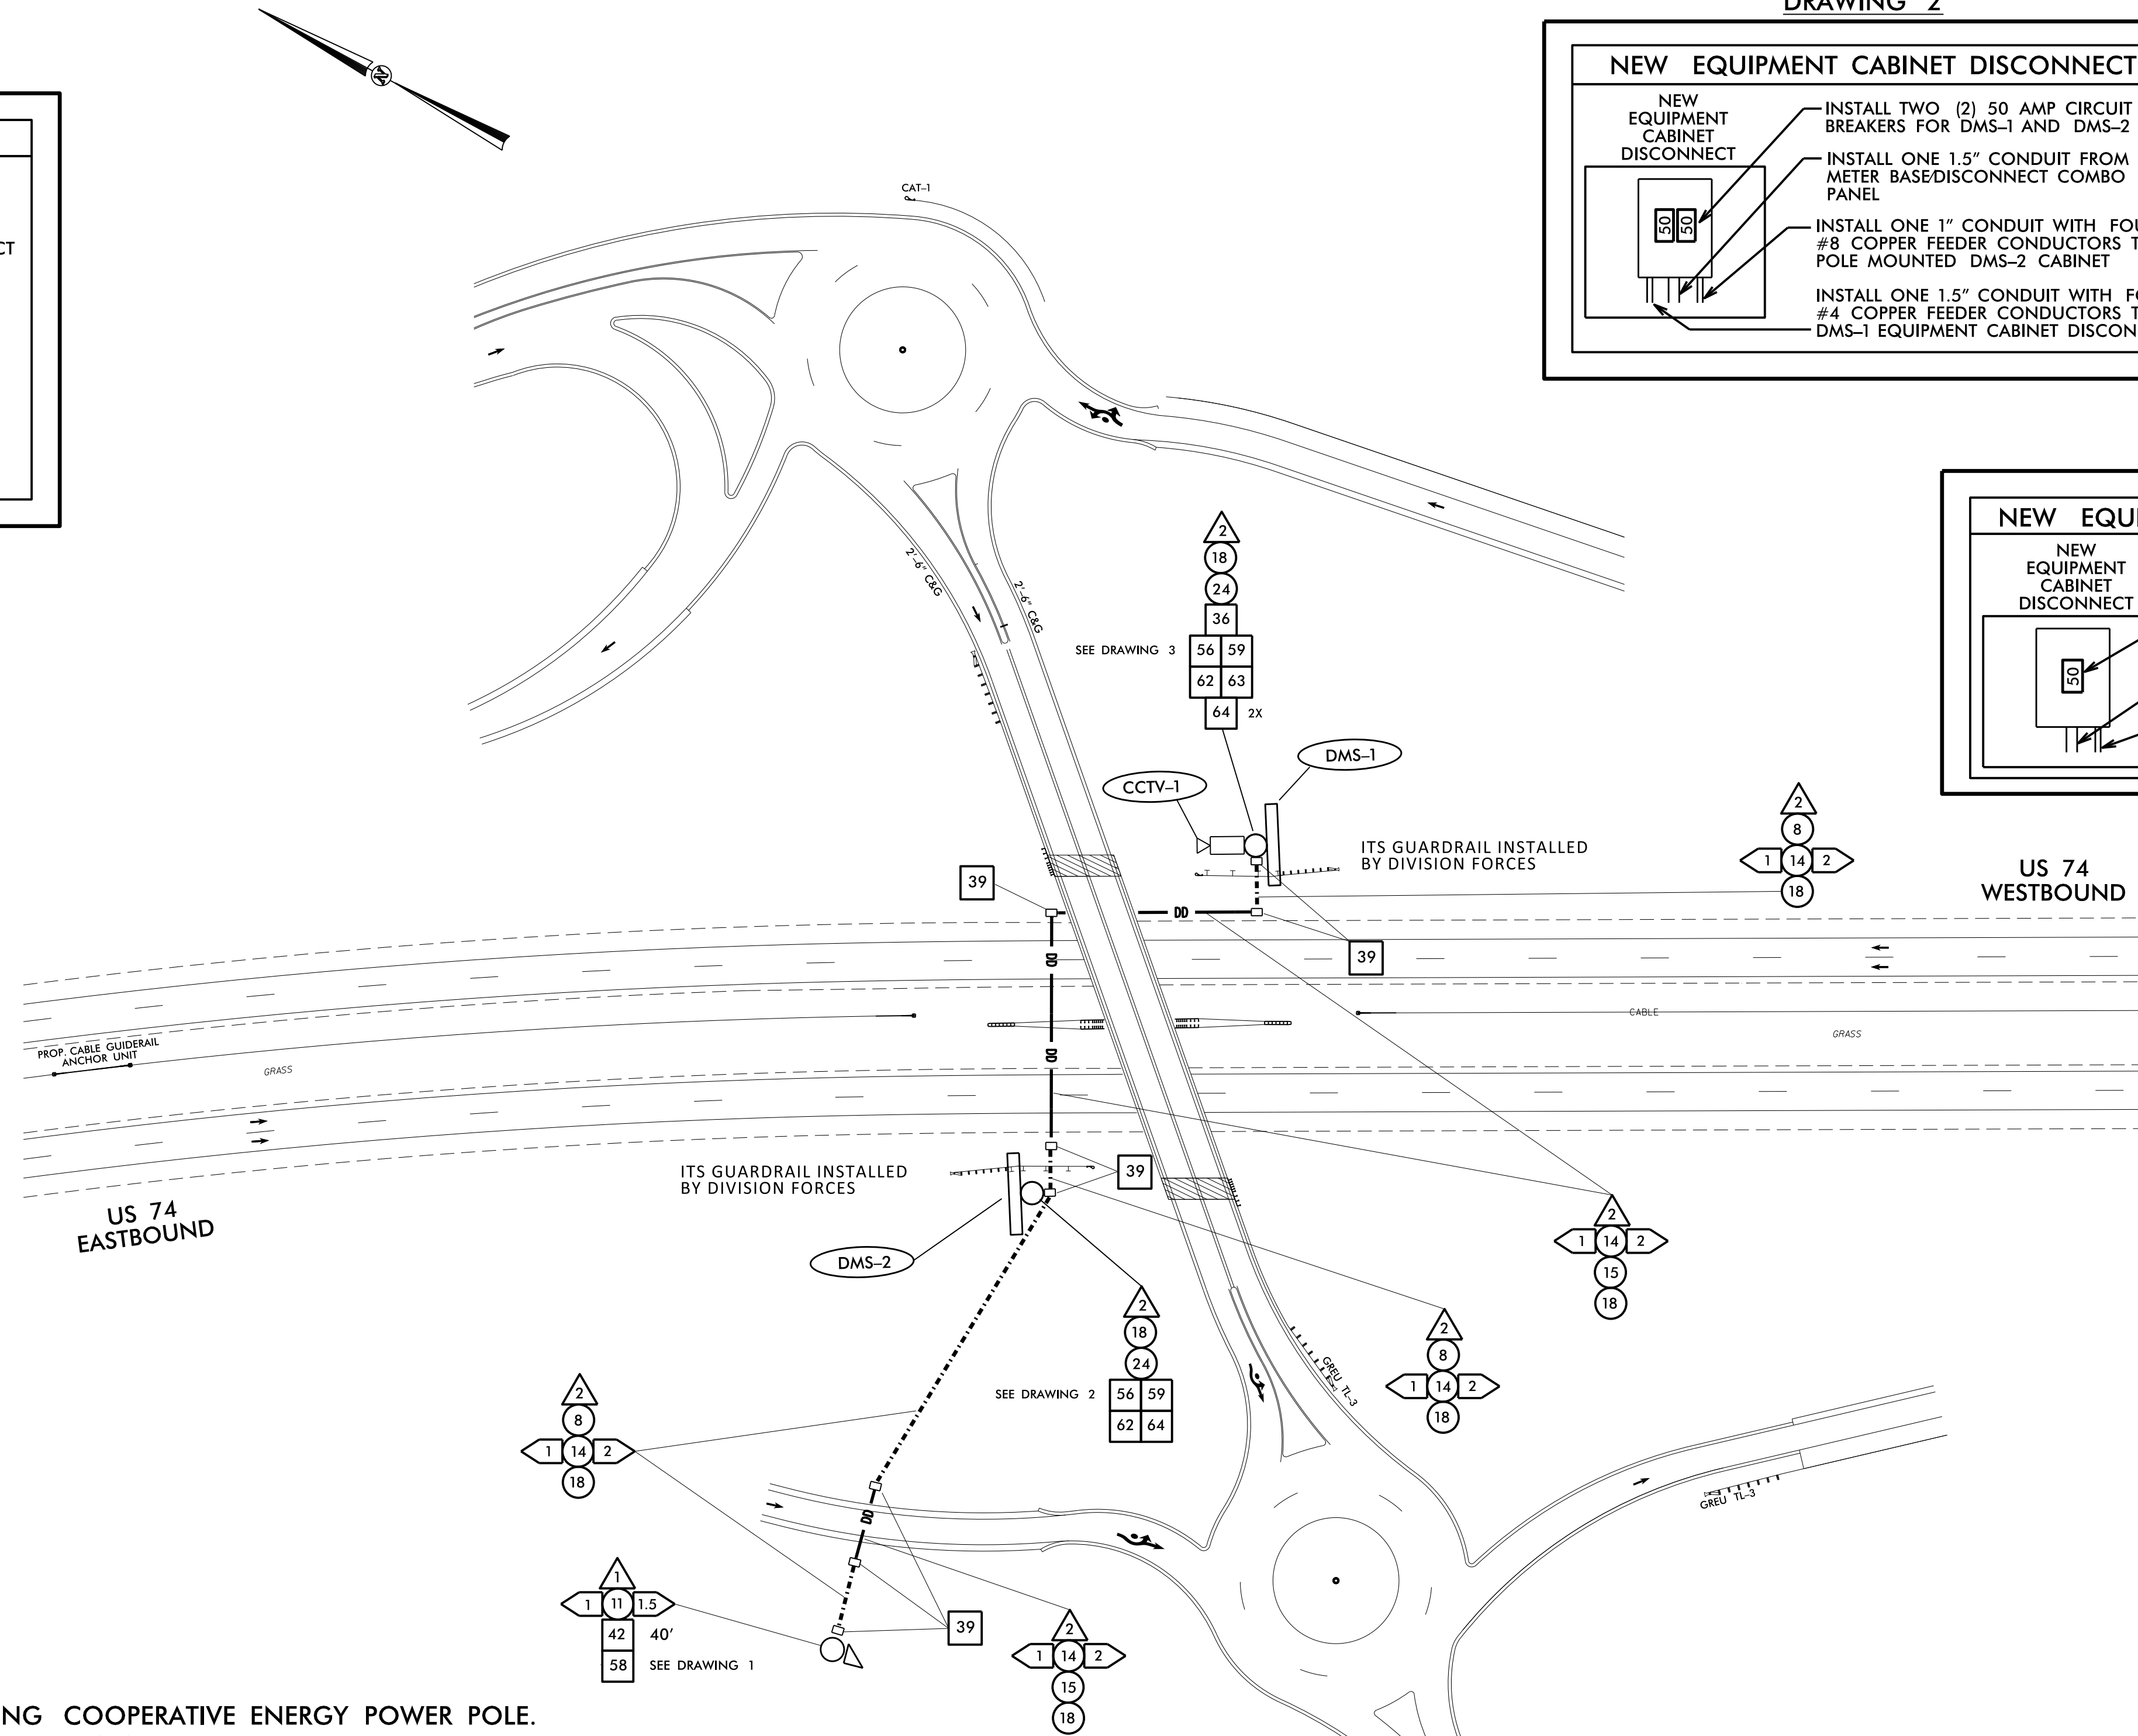 DRAWING 2
NEW EQUIPMENT CABINET DISCONNECT
NEW
EQUIPMENT
CABINET
DISCONNECT
50 50
INSTALL TWO (2) 50 AMP CIRCUIT
BREAKERS FOR DMS-1 AND DMS-2
INSTALL ONE 1.5" CONDUIT FROM
METER BASE/DISCONNECT COMBO
PANEL
INSTALL ONE 1" CONDUIT WITH
#8 COPPER FEEDER CONDUCTORS
POLE MOUNTED DMS-2 CABINET
INSTALL ONE 1.5" CONDUIT WITH
#4 COPPER FEEDER CONDUCTORS
DMS-1 EQUIPMENT CABINET
N
CAT-1
NEW
NEW
EQUIPMENT
CABINET
DISCONNECT
50
2'-6" C&G
2'-6" C&G
2
18
24
36
SEE DRAWING 3
56 59
62 63
64 2X
DMS-1
CCTV-1
ITS GUARDRAIL INSTALLED
BY DIVISION FORCES
2
8
1 14 2
18
US 74
WESTBOUND
39
DD
39
DD
CABLE
GRASS
PROP. CABLE GUIDERAIL
ANCHOR UNIT
GRASS
DD
US 74
EASTBOUND
ITS GUARDRAIL INSTALLED
BY DIVISION FORCES
39
DMS-2
2
1 14 2
15
18
2
18
24
SEE DRAWING 2
56 59
62 64
GREU TL-3
2
8
1 14 2
18
2
8
1 14 2
18
DD
GREU TL-3
1
1 11 1.5
42 40'
58 SEE DRAWING 1
39
2
1 14 2
15
18
COOPERATIVE ENERGY POWER POLE.